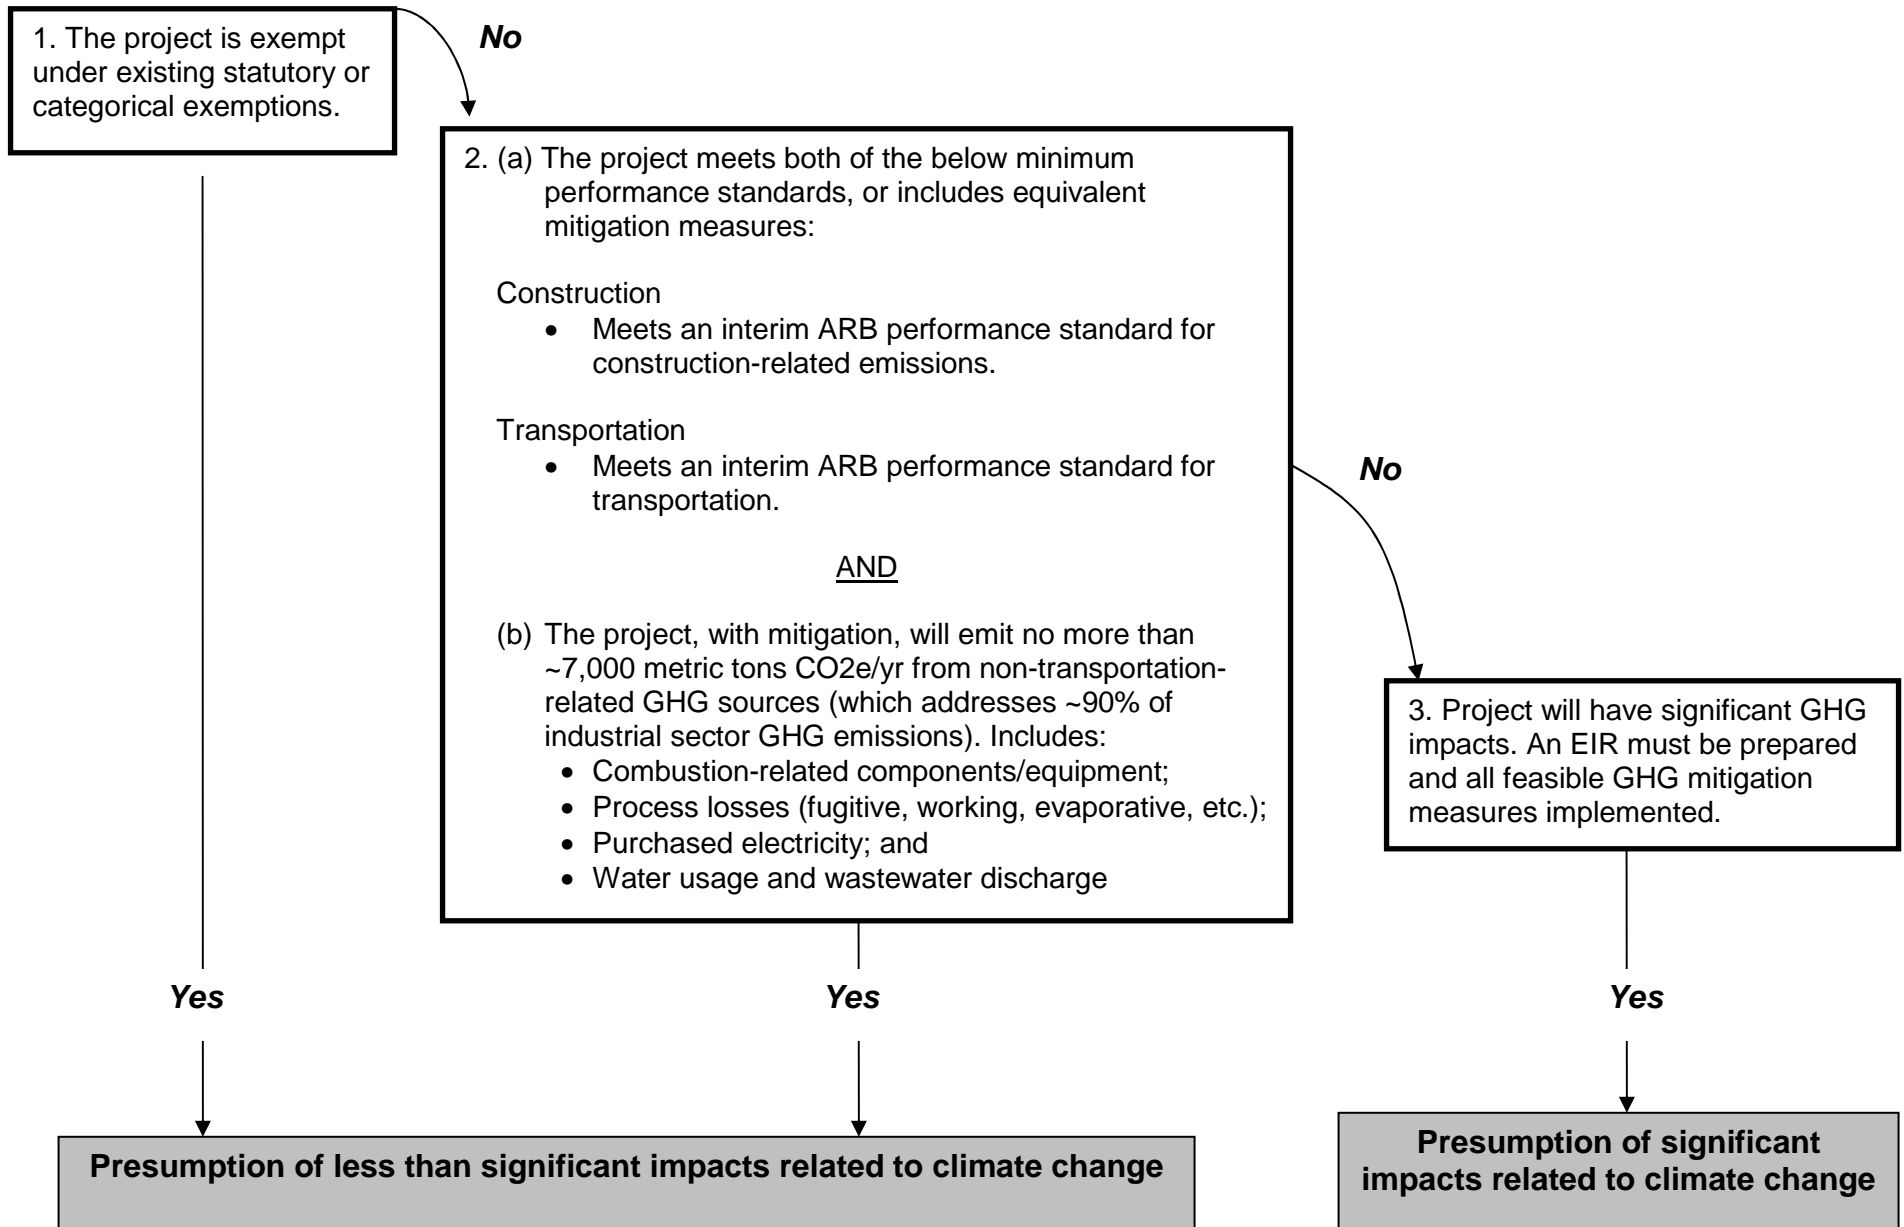 1. The project is exempt
under existing statutory or
categorical exemptions.
No
2. (a) The project meets both of the below minimum
performance standards, or includes equivalent
mitigation measures:
Construction
• Meets an interim ARB performance standard for
construction-related emissions.
Transportation
• Meets an interim ARB performance standard for
transportation.
AND
(b) The project, with mitigation, will emit no more than
~7,000 metric tons CO2e/yr from non-transportation-
related GHG sources (which addresses ~90% of
industrial sector GHG emissions). Includes:
• Combustion-related components/equipment;
• Process losses (fugitive, working, evaporative, etc.);
• Purchased electricity; and
• Water usage and wastewater discharge
No
3. Project will have significant GHG
impacts. An EIR must be prepared
and all feasible GHG mitigation
measures implemented.
Yes
Yes
Yes
Presumption of less than significant impacts related to climate change
Presumption of significant
impacts related to climate change